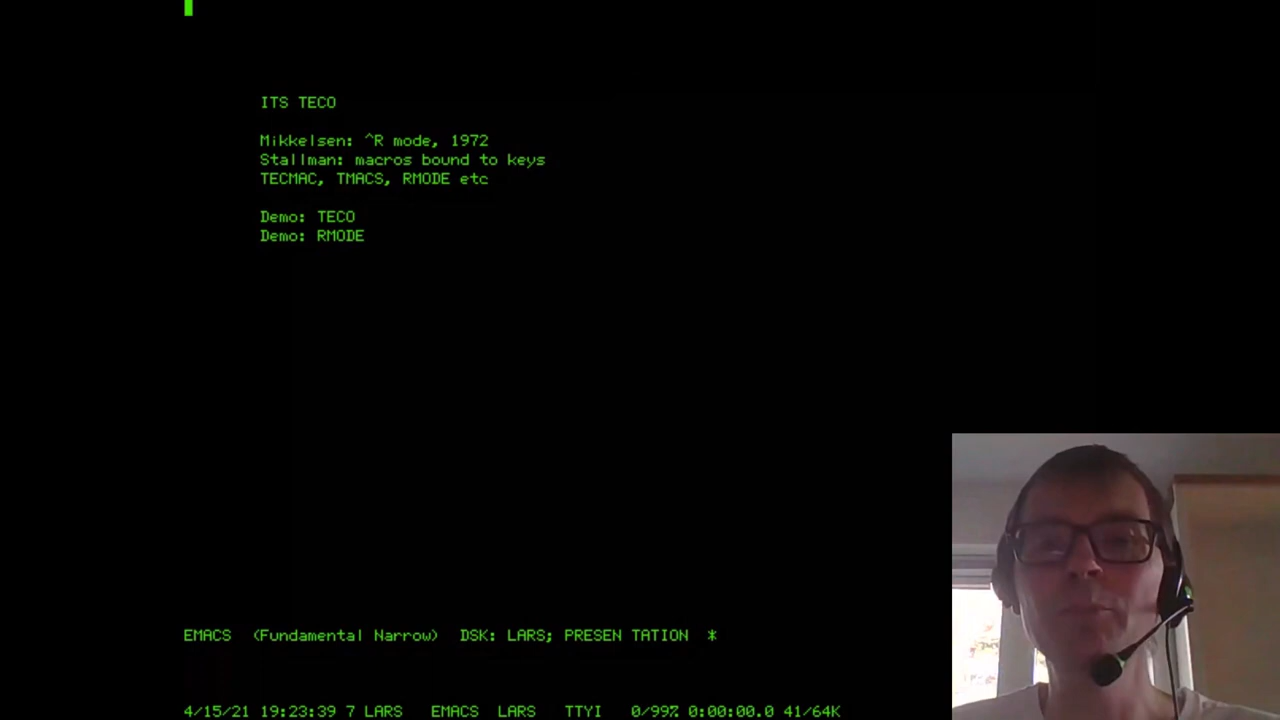 ITS TECO
Mikkelsen: ^R mode, 1972
Stallman: macros bound to keys
TECMAC, TMACS, RMODE etc
Demo: TECO
Demo: RMODE
EMACS (Fundamental Narrow) DSK: LARS; PRESEN TATION *
4/15/21 19:23:39 7 LARS EMACS LARS TTYI 0/99% 0:00:00.0 41/64K